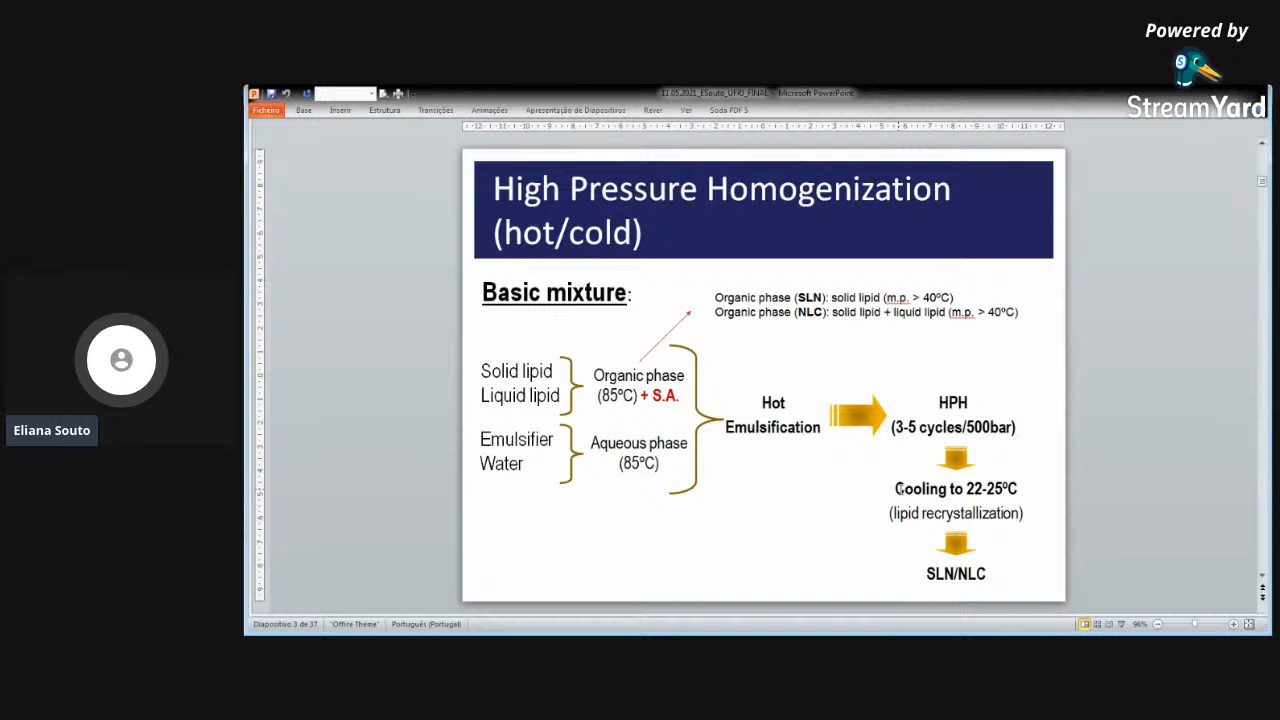 Powered by
StreamYard
11.05.2021_ESouto_UFRJ_FINAL - Microsoft PowerPoint
Ficheiro Base Inserir Estrutura Transições Animações Apresentação de Diapositivos Rever Ver Soda PDF 5
High Pressure Homogenization
(hot/cold)
Basic mixture:
Organic phase (SLN): solid lipid (m.p. > 40ºC)
Organic phase (NLC): solid lipid + liquid lipid (m.p. > 40ºC)
Solid lipid
Liquid lipid
Organic phase
(85ºC) + S.A.
Emulsifier
Water
Aqueous phase
(85ºC)
Hot
Emulsification
HPH
(3-5 cycles/500bar)
Cooling to 22-25ºC
(lipid recrystallization)
SLN/NLC
Eliana Souto
Diapositivo 3 de 37 "Office Theme" Português (Portugal) 96%